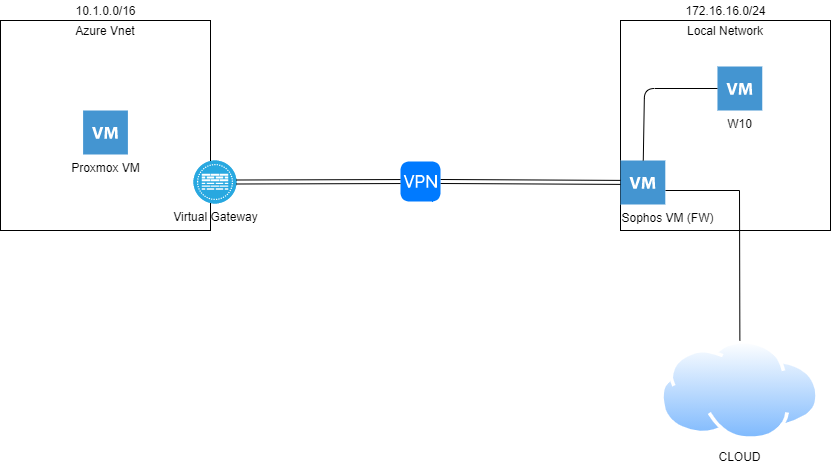 10.1.0.0/16
Azure Vnet
172.16.16.0/24
Local Network
VM
W10
VM
Proxmox VM
VPN
VM
Virtual Gateway
Sophos VM (FW)
CLOUD